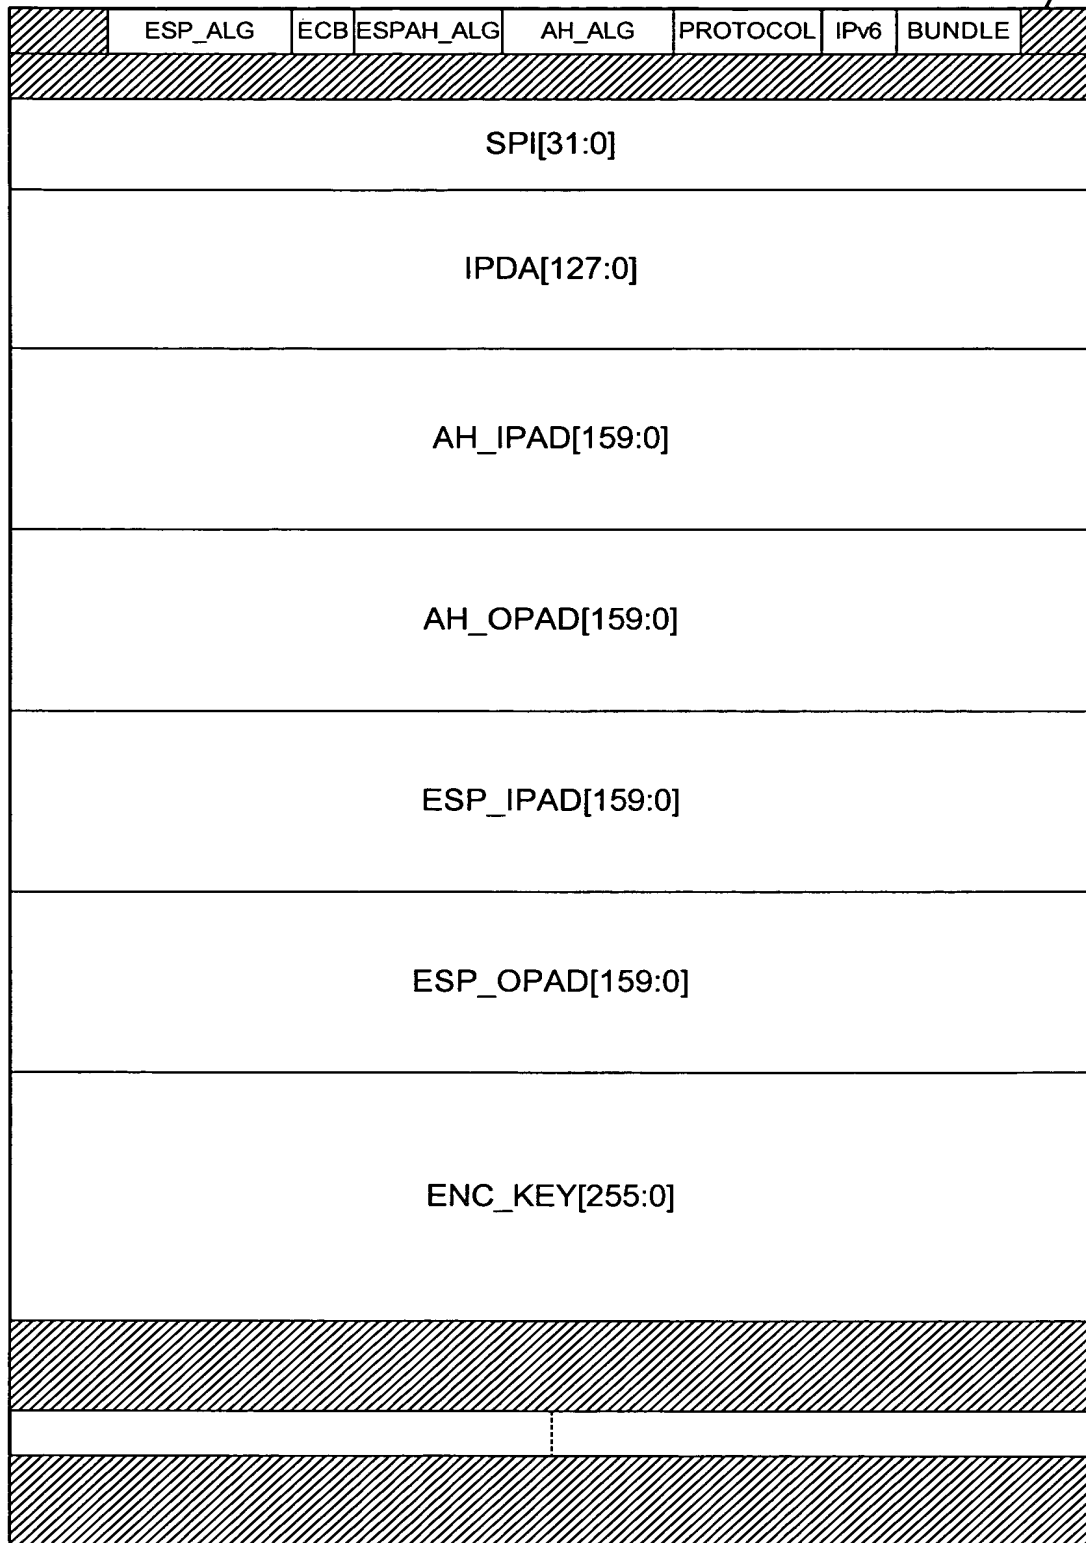 ESP_ALG ECB ESPAH_ALG AH_ALG PROTOCOL IPv6 BUNDLE
SPI[31:0]
IPDA[127:0]
AH_IPAD[159:0]
AH_OPAD[159:0]
ESP_IPAD[159:0]
ESP_OPAD[159:0]
ENC_KEY[255:0]